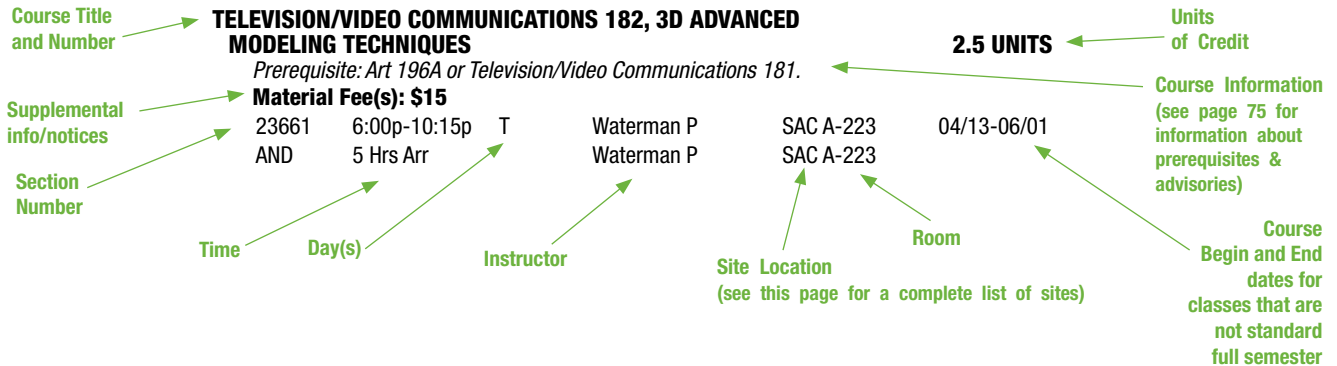 Course Title
and Number
TELEVISION/VIDEO COMMUNICATIONS 182, 3D ADVANCED
MODELING TECHNIQUES 2.5 UNITS
Units
of Credit
Prerequisite: Art 196A or Television/Video Communications 181.
Course Information
(see page 75 for
information about
prerequisites &
advisories)
Supplemental
info/notices
Material Fee(s): $15
23661 6:00p-10:15p T Waterman P SAC A-223 04/13-06/01
AND 5 Hrs Arr Waterman P SAC A-223
Section
Number
Time
Day(s)
Instructor
Site Location
(see this page for a complete list of sites)
Room
Course
Begin and End
dates for
classes that are
not standard
full semester